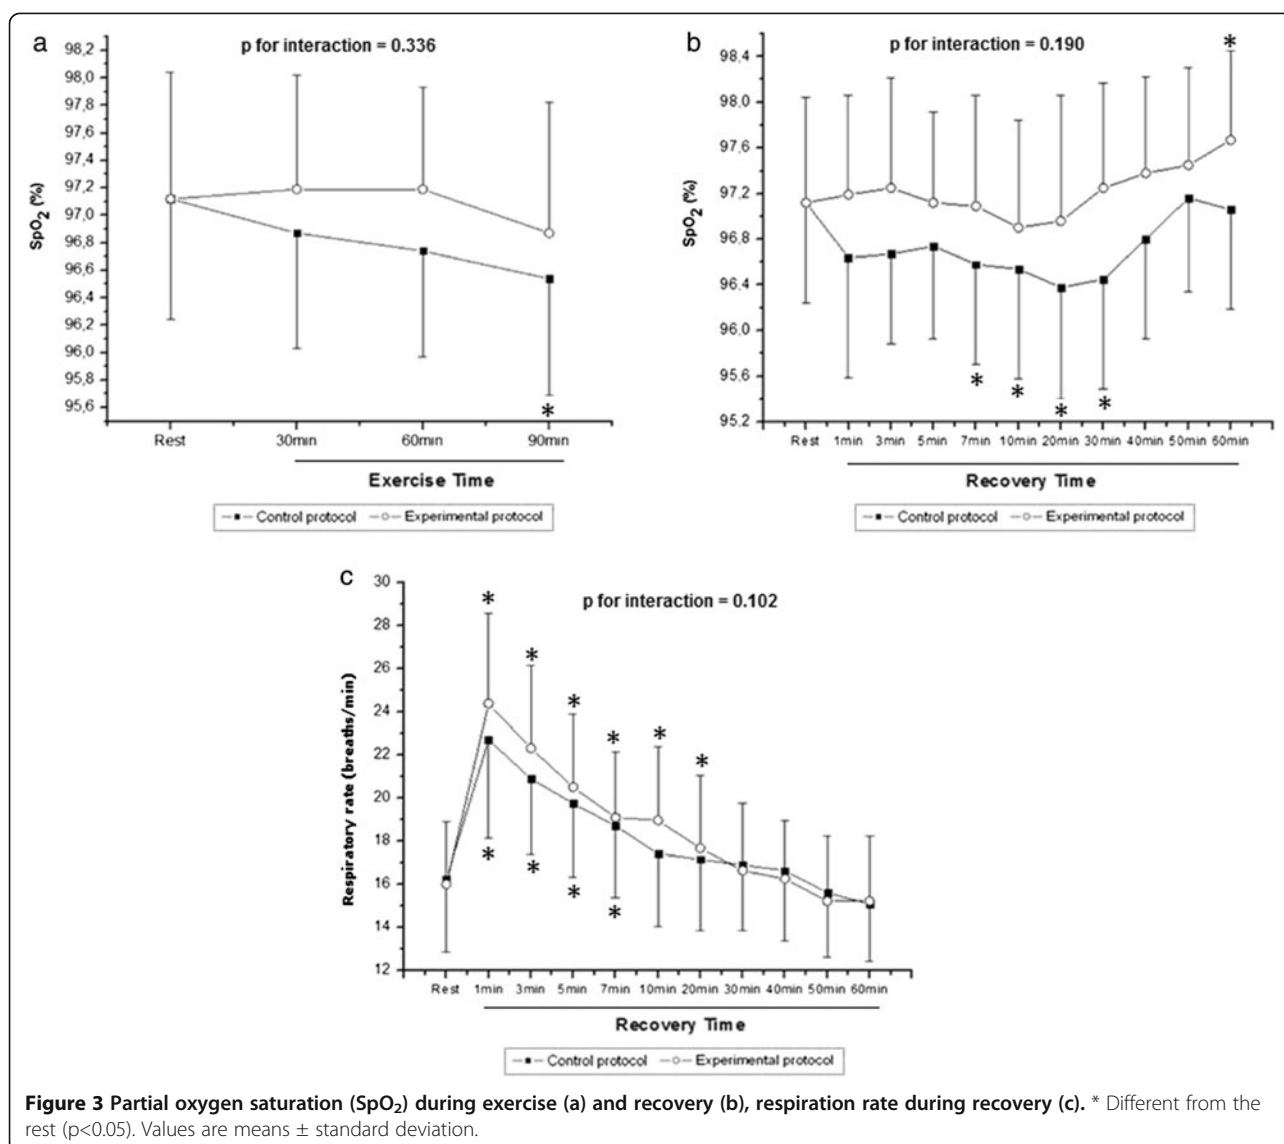 a
p for interaction = 0.336
98,2
98,0
97,8
97,6
97,4
97,2
97,0
96,8
96,6
96,4
96,2
96,0
95,8
95,6
SpO2 (%)
Rest 30min 60min 90min
*
Exercise Time
Control protocol Experimental protocol
b
p for interaction = 0.190
*
98.4
98.0
97.6
97.2
96.8
96.4
96.0
95.6
95.2
SpO2 (%)
* * * *
Rest 1min 3min 5min 7min 10min 20min 30min 40min 50min 60min
Recovery Time
Control protocol Experimental protocol
c
p for interaction = 0.102
30
28
26
24
22
20
18
16
14
12
Respiratory rate (breaths/min)
* * * * * *
* * * *
Rest 1min 3min 5min 7min 10min 20min 30min 40min 50min 60min
Recovery Time
Control protocol Experimental protocol
Figure 3 Partial oxygen saturation (SpO2) during exercise (a) and recovery (b), respiration rate during recovery (c). * Different from the
rest (p<0.05). Values are means ± standard deviation.